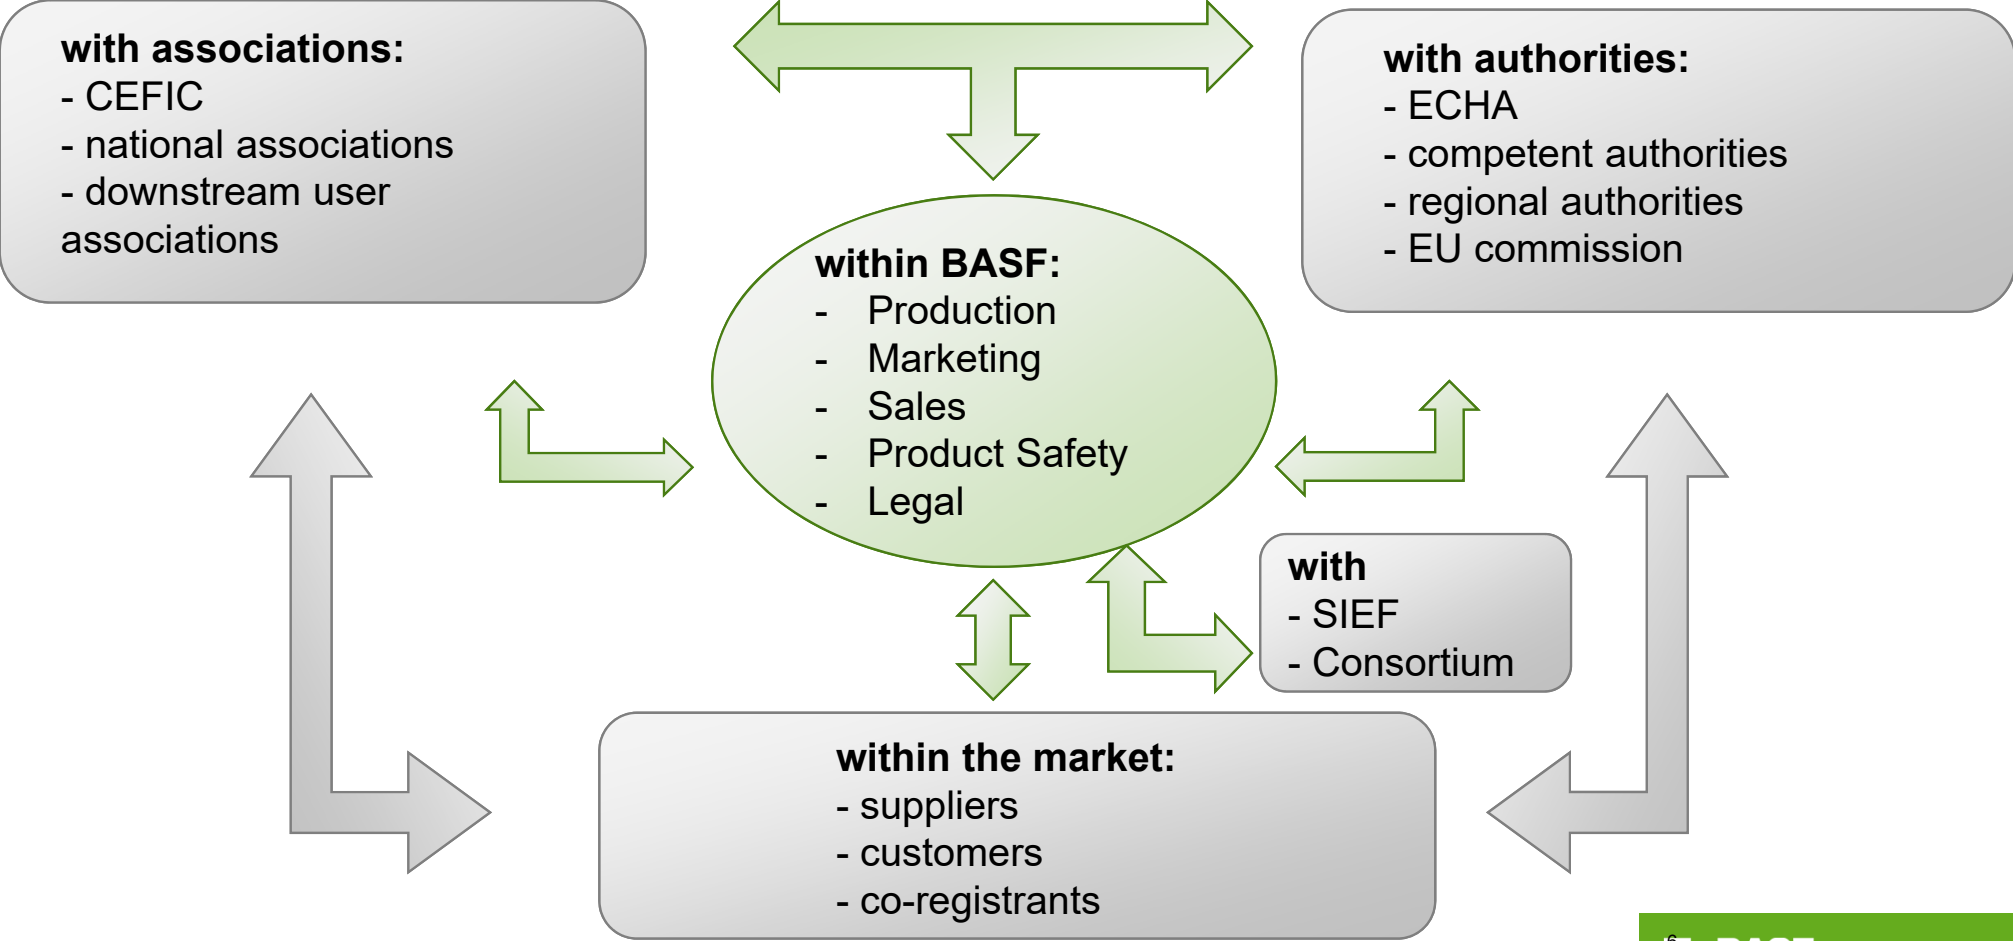 with associations:
- CEFIC
- national associations
- downstream user
associations
with authorities:
- ECHA
- competent authorities
- regional authorities
- EU commission
within BASF:
- Production
- Marketing
- Sales
- Product Safety
- Legal
with
- SIEF
- Consortium
within the market:
- suppliers
- customers
- co-registrants
6